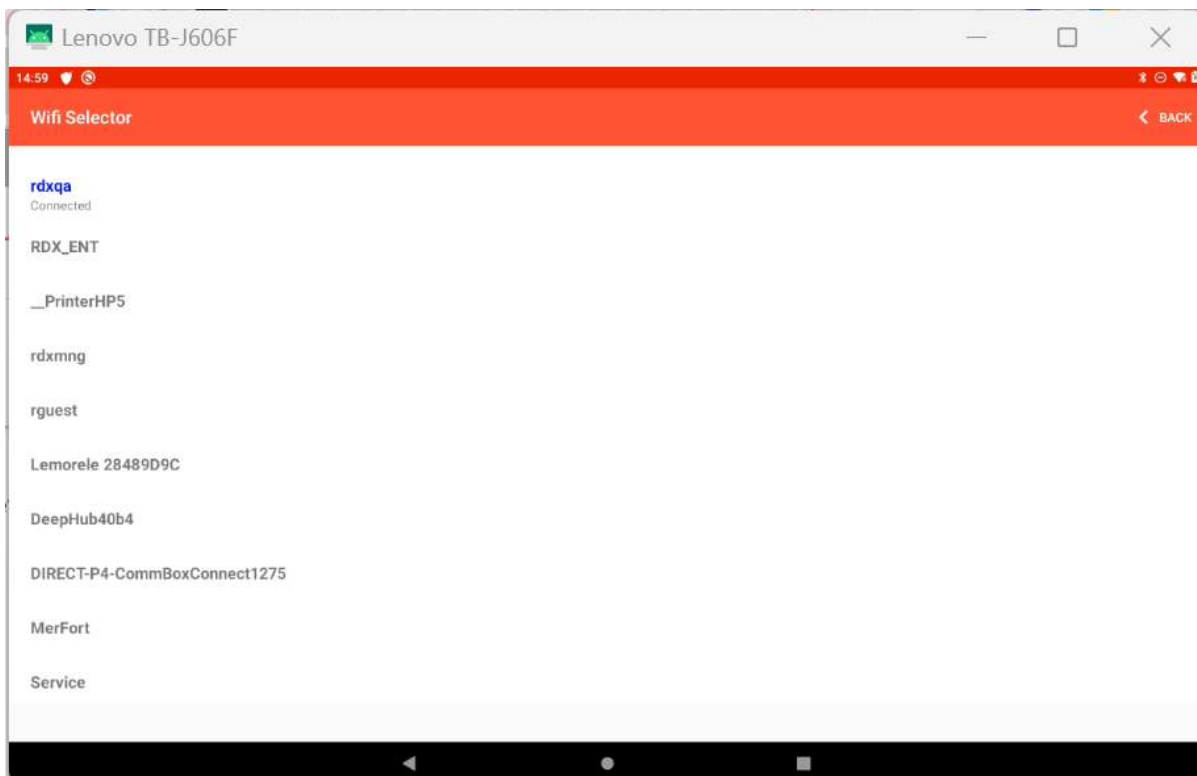 Lenovo TB-J606F
14:59
Wifi Selector
BACK
rdxqa
Connected
RDX_ENT
__PrinterHP5
rdxmng
rguest
Lemorele 28489D9C
DeepHub40b4
DIRECT-P4-CommBoxConnect1275
MerFort
Service